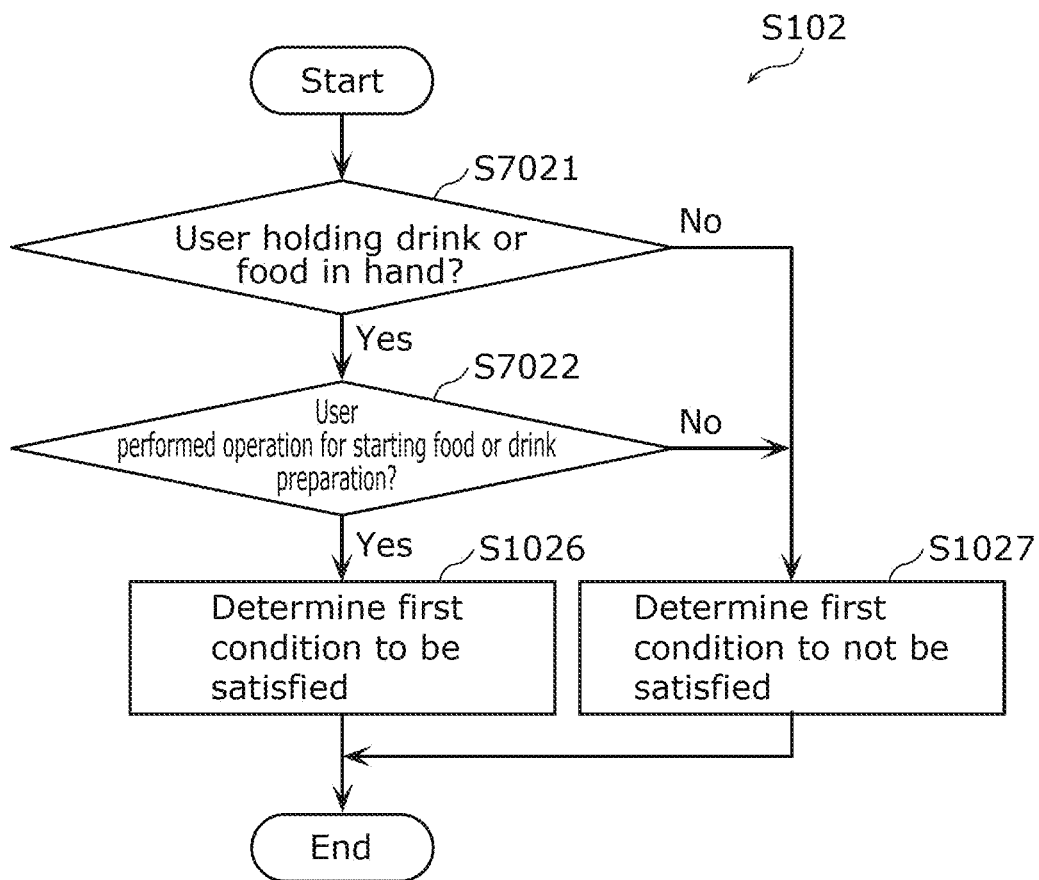 S102
Start
S7021
User holding drink or
food in hand?
No
Yes
S7022
User
performed operation for starting food or drink
preparation?
No
Yes
S1026
Determine first
condition to be
satisfied
S1027
Determine first
condition to not be
satisfied
End